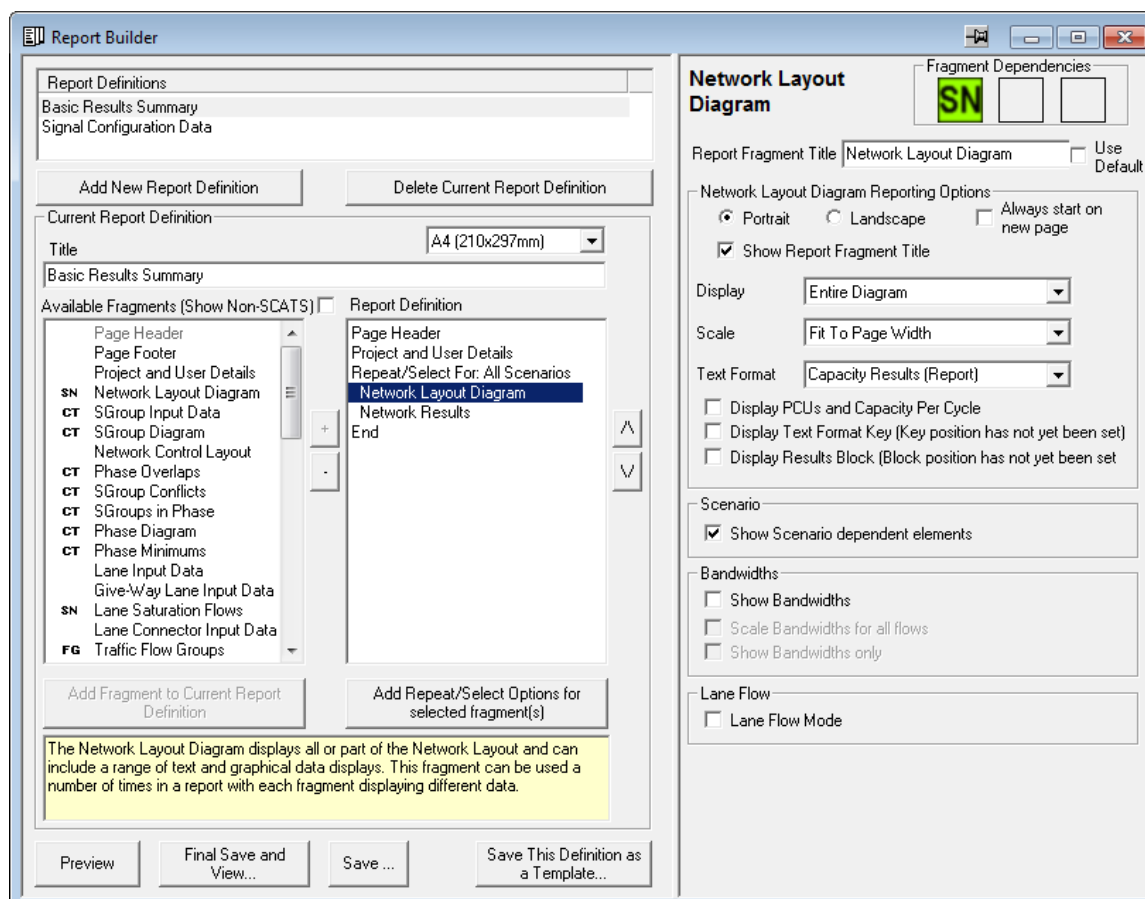 Report Builder
Report Definitions
Basic Results Summary
Signal Configuration Data
Add New Report Definition
Delete Current Report Definition
Current Report Definition
Title
A4 (210x297mm)
Basic Results Summary
Available Fragments (Show Non-SCATS)
Page Header
Page Footer
Project and User Details
SN Network Layout Diagram
CT SGroup Input Data
CT SGroup Diagram
Network Control Layout
CT Phase Overlaps
CT SGroup Conflicts
CT SGroups in Phase
CT Phase Diagram
CT Phase Minimums
Lane Input Data
Give-Way Lane Input Data
SN Lane Saturation Flows
Lane Connector Input Data
FG Traffic Flow Groups
+
-
Report Definition
Page Header
Project and User Details
Repeat/Select For: All Scenarios
Network Layout Diagram
Network Results
End
/\
\/
Add Fragment to Current Report
Definition
Add Repeat/Select Options for
selected fragment(s)
The Network Layout Diagram displays all or part of the Network Layout and can
include a range of text and graphical data displays. This fragment can be used a
number of times in a report with each fragment displaying different data.
Preview
Final Save and
View...
Save ...
Save This Definition as
a Template...
Network Layout
Diagram
Fragment Dependencies
SN
Report Fragment Title
Network Layout Diagram
Use
Default
Network Layout Diagram Reporting Options
Portrait
Landscape
Always start on
new page
Show Report Fragment Title
Display
Entire Diagram
Scale
Fit To Page Width
Text Format
Capacity Results (Report)
Display PCUs and Capacity Per Cycle
Display Text Format Key (Key position has not yet been set)
Display Results Block (Block position has not yet been set
Scenario
Show Scenario dependent elements
Bandwidths
Show Bandwidths
Scale Bandwidths for all flows
Show Bandwidths only
Lane Flow
Lane Flow Mode